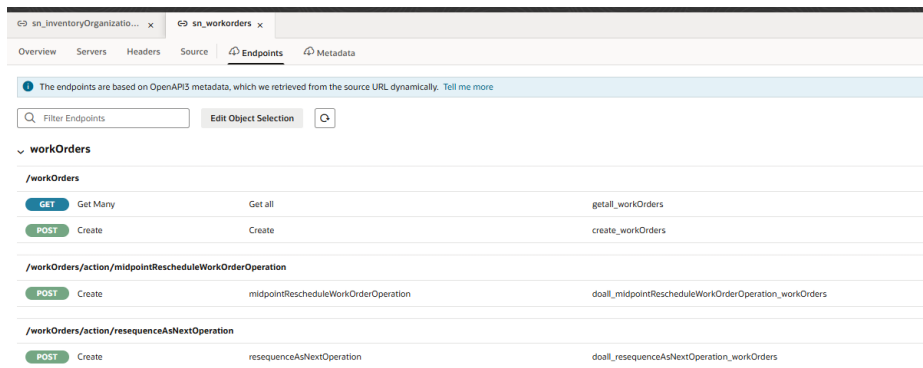 sn_inventoryOrganizatio... x sn_workorders x
Overview Servers Headers Source Endpoints Metadata
The endpoints are based on OpenAPI3 metadata, which we retrieved from the source URL dynamically. Tell me more
Filter Endpoints Edit Object Selection
workOrders
/workOrders
GET Get Many Get all getall_workOrders
POST Create Create create_workOrders
/workOrders/action/midpointRescheduleWorkOrderOperation
POST Create midpointRescheduleWorkOrderOperation doall_midpointRescheduleWorkOrderOperation_workOrders
/workOrders/action/resequenceAsNextOperation
POST Create resequenceAsNextOperation doall_resequenceAsNextOperation_workOrders